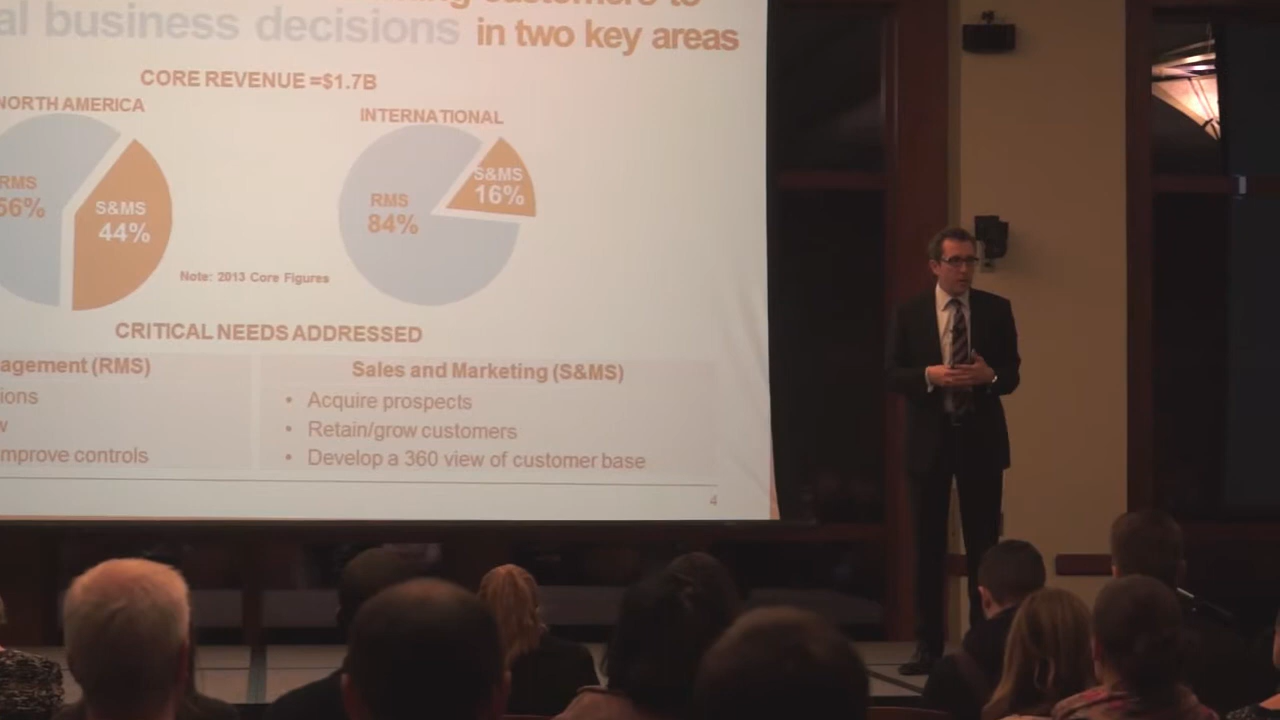 customers to
al business decisions in two key areas
CORE REVENUE =$1.7B
NORTH AMERICA
INTERNATIONAL
RMS
56%
S&MS
44%
RMS
84%
S&MS
16%
Note: 2013 Core Figures
CRITICAL NEEDS ADDRESSED
agement (RMS)
ions
w
mprove controls
Sales and Marketing (S&MS)
• Acquire prospects
• Retain/grow customers
• Develop a 360 view of customer base
4